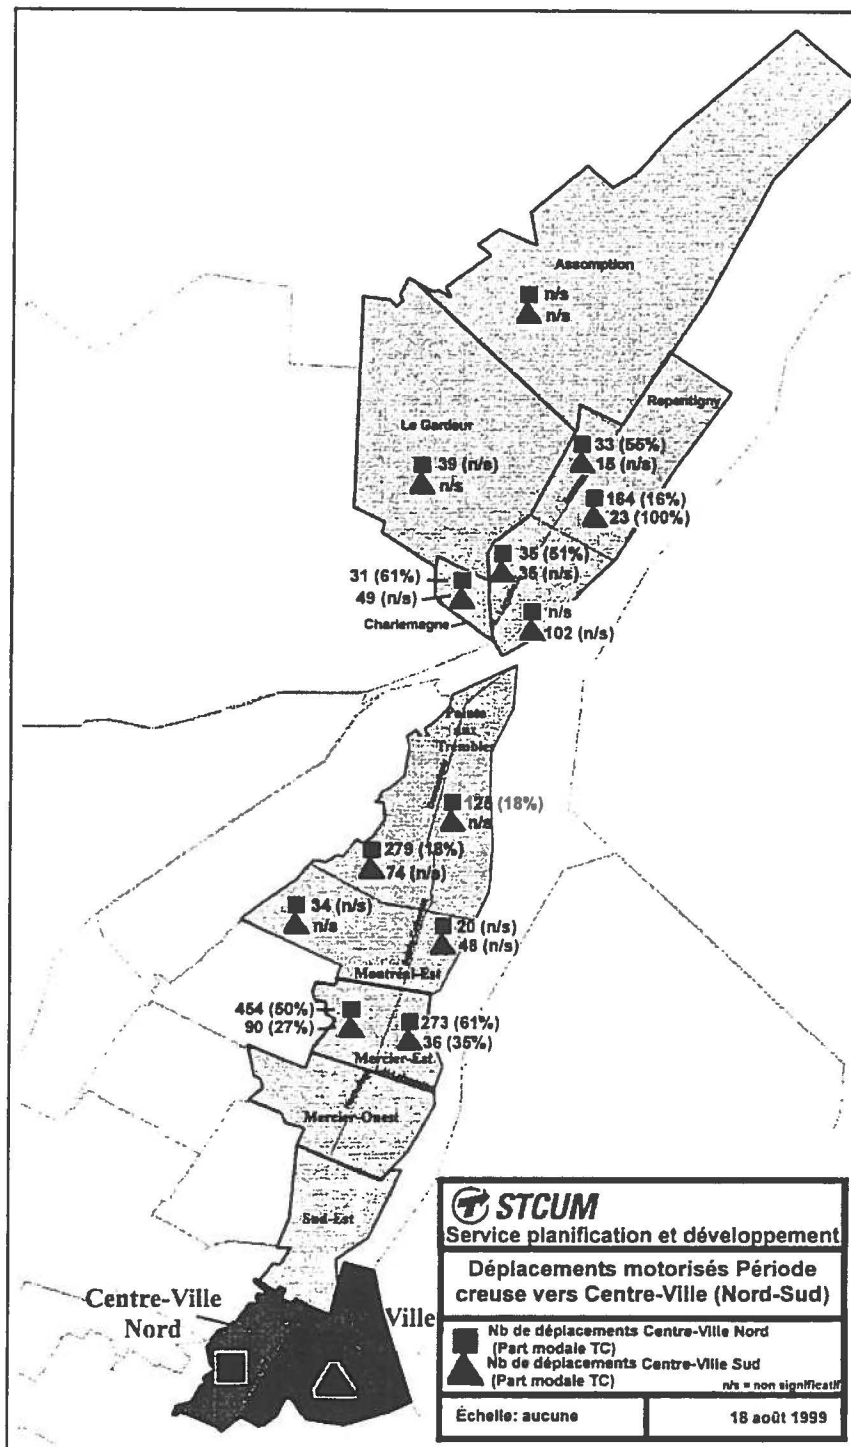 Assomption
n/s
n/s
Repentigny
Le Gardeur
33 (55%)
39 (n/s)
15 (n/s)
n/s
164 (16%)
23 (100%)
35 (51%)
31 (61%)
35 (n/s)
49 (n/s)
n/s
Charlemagne
102 (n/s)
Pointe
aux
Trembles
125 (18%)
n/s
279 (18%)
74 (n/s)
34 (n/s)
n/s
20 (n/s)
48 (n/s)
Montréal-Est
454 (50%)
273 (61%)
90 (27%)
36 (35%)
Mercier-Est
Mercier-Ouest
Sud-Est
Centre-Ville
Nord
Ville
STCUM
Service planification et développement
Déplacements motorisés Période
creuse vers Centre-Ville (Nord-Sud)
Nb de déplacements Centre-Ville Nord
(Part modale TC)
Nb de déplacements Centre-Ville Sud
(Part modale TC)
n/s = non significatif
Échelle: aucune
18 août 1999